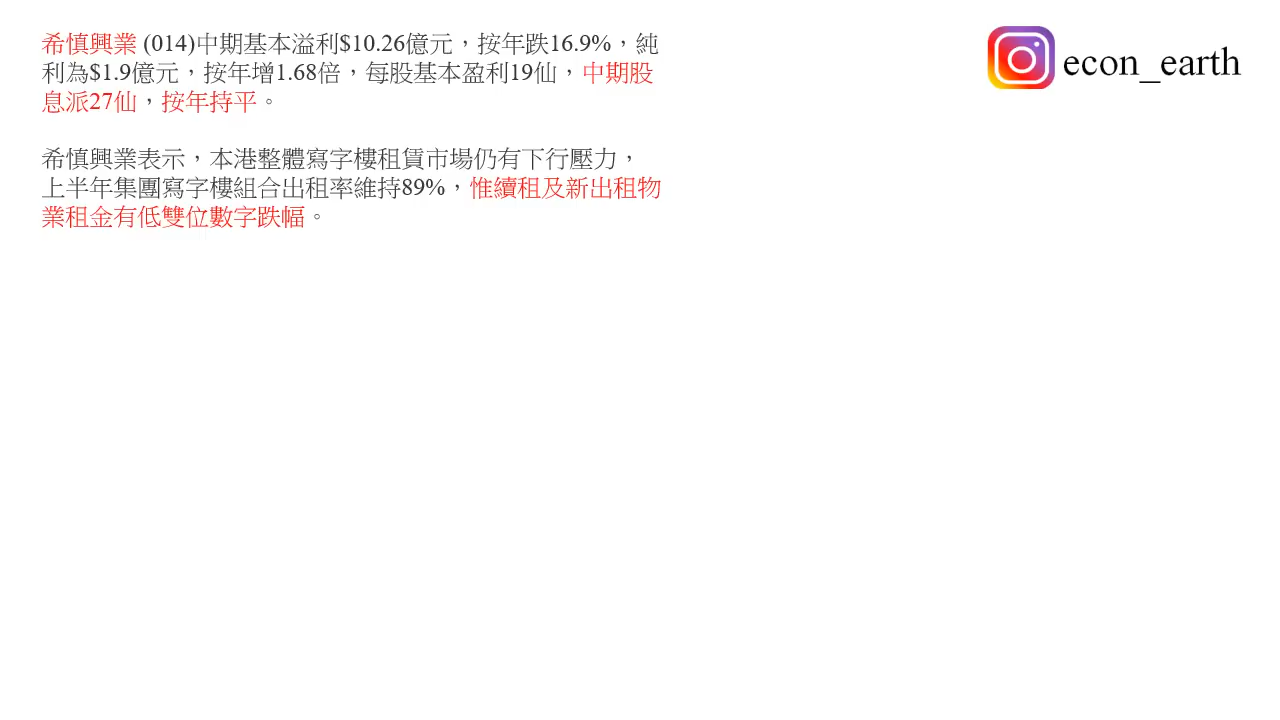 希慎興業 (014)中期基本溢利$10.26億元，按年跌16.9%，純
利為$1.9億元，按年增1.68倍，每股基本盈利19仙，中期股
息派27仙，按年持平。
希慎興業表示，本港整體寫字樓租賃市場仍有下行壓力，
上半年集團寫字樓組合出租率維持89%，惟續租及新出租物
業租金有低雙位數字跌幅。
econ_earth